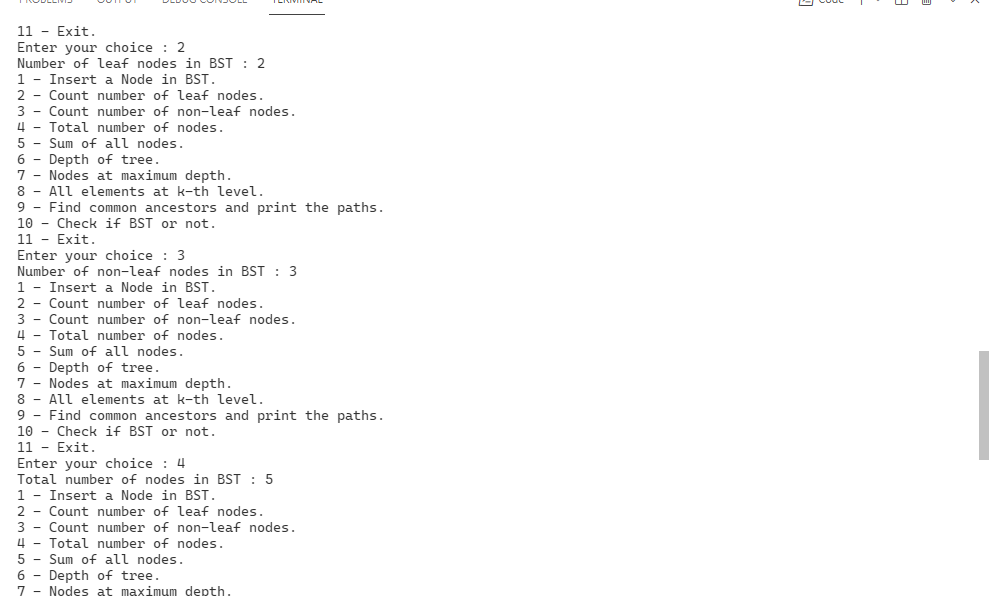 PROBLEMS OUTPUT DEBUG CONSOLE TERMINAL Code
11 - Exit.
Enter your choice : 2
Number of leaf nodes in BST : 2
1 - Insert a Node in BST.
2 - Count number of leaf nodes.
3 - Count number of non-leaf nodes.
4 - Total number of nodes.
5 - Sum of all nodes.
6 - Depth of tree.
7 - Nodes at maximum depth.
8 - All elements at k-th level.
9 - Find common ancestors and print the paths.
10 - Check if BST or not.
11 - Exit.
Enter your choice : 3
Number of non-leaf nodes in BST : 3
1 - Insert a Node in BST.
2 - Count number of leaf nodes.
3 - Count number of non-leaf nodes.
4 - Total number of nodes.
5 - Sum of all nodes.
6 - Depth of tree.
7 - Nodes at maximum depth.
8 - All elements at k-th level.
9 - Find common ancestors and print the paths.
10 - Check if BST or not.
11 - Exit.
Enter your choice : 4
Total number of nodes in BST : 5
1 - Insert a Node in BST.
2 - Count number of leaf nodes.
3 - Count number of non-leaf nodes.
4 - Total number of nodes.
5 - Sum of all nodes.
6 - Depth of tree.
7 - Nodes at maximum depth.